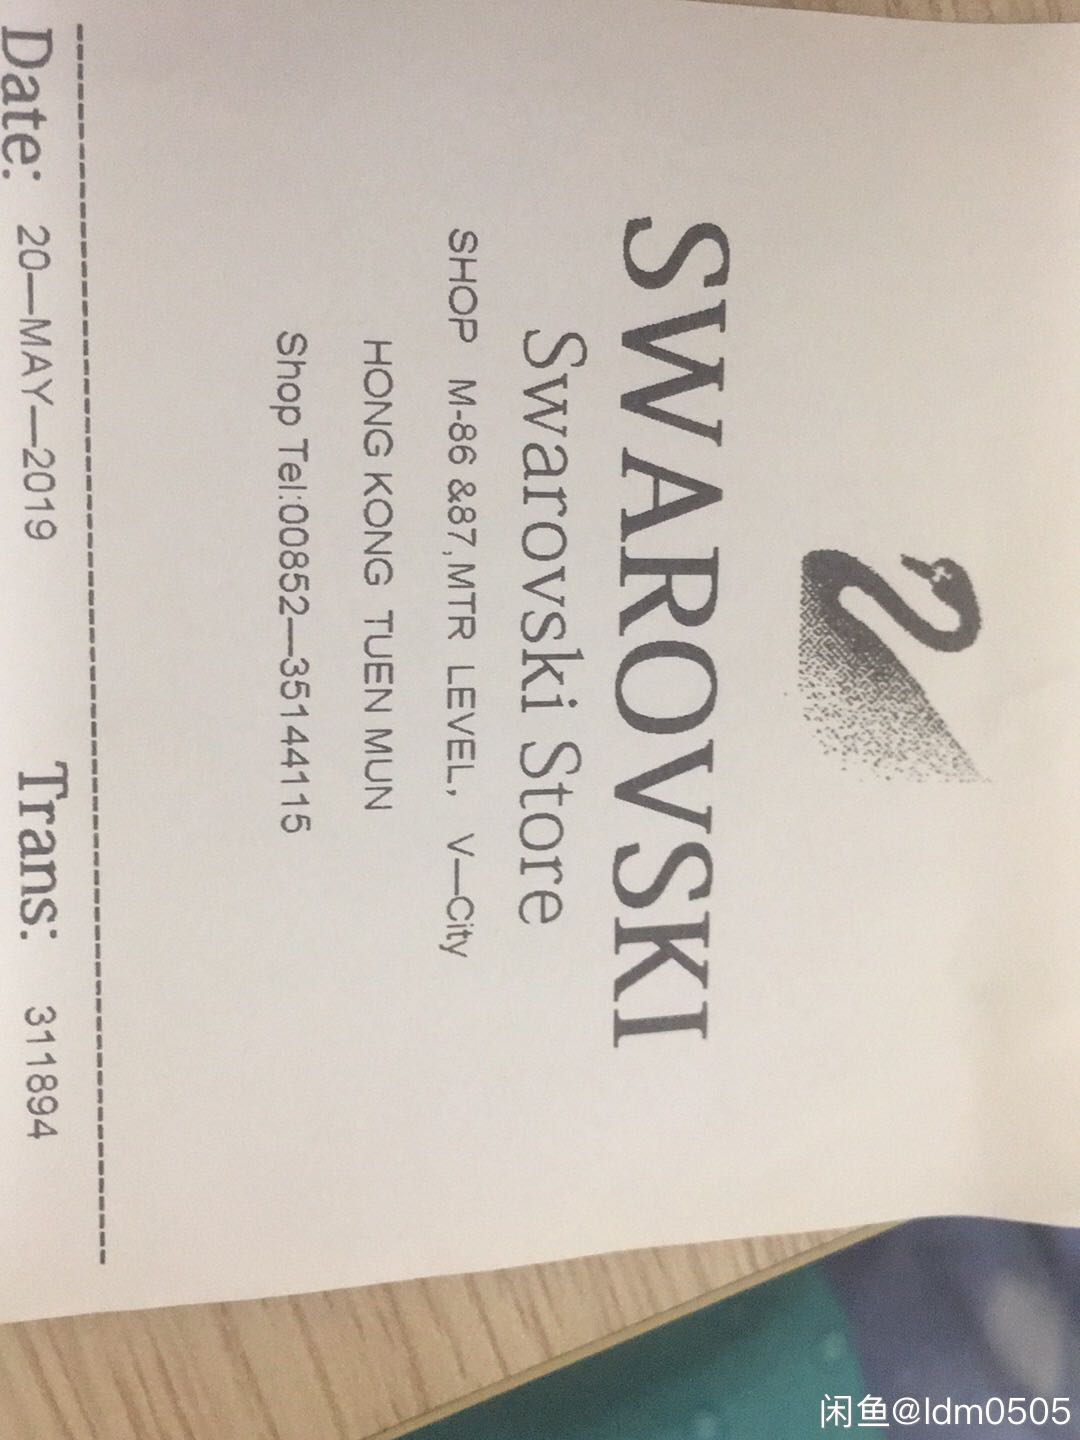 SWAROVSKI
Swarovski Store
SHOP M-86 &87,MTR LEVEL, V—City
HONG KONG TUEN MUN
Shop Tel:00852—35144115
Date: 20—MAY—2019 Trans: 311894
闲鱼@ldm0505